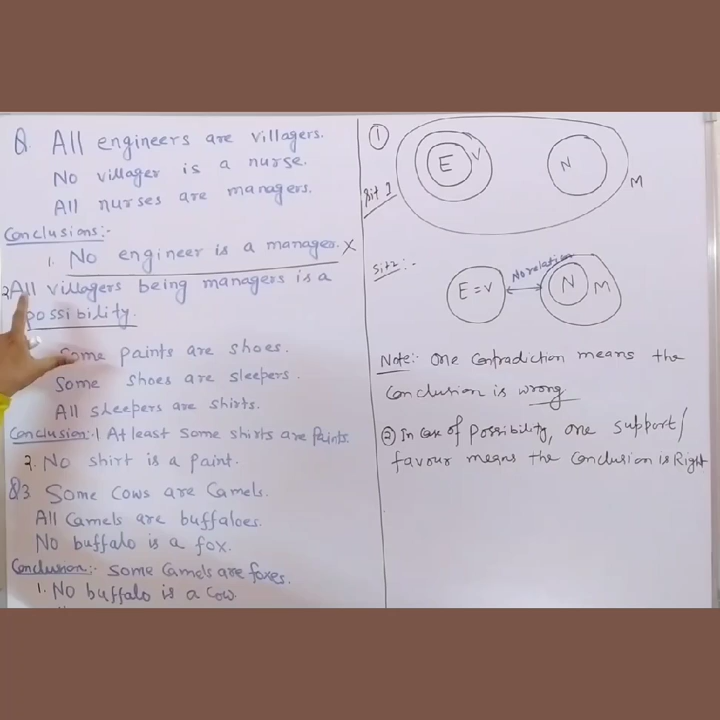 Q. All engineers are villagers.
No villager is a nurse.
All nurses are managers.
Conclusions:-
1. No engineer is a manager. X
2. All villagers being managers is a
possibility.
Some paints are shoes.
Some shoes are sleepers.
All sleepers are shirts.
Conclusion:- 1 At least some shirts are paints
2. No shirt is a paint.
Q3 Some cows are camels.
All camels are buffaloes.
No buffalo is a fox.
Conclusion:- Some camels are foxes.
1. No buffalo is a cow.
①
E V N
M
Sit 1
Sit 2:-
No relation
E = V N M
Note:- One contradiction means the
conclusion is wrong
② In case of possibility, one support/
favour means the conclusion is Right